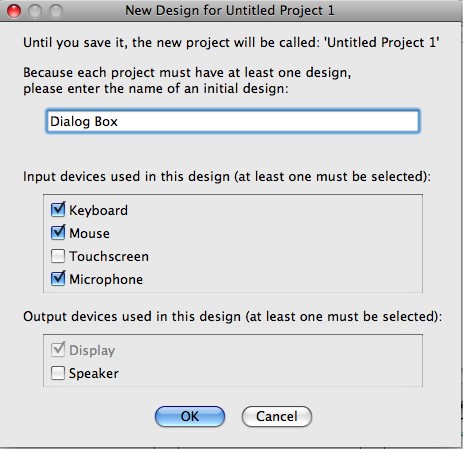 New Design for Untitled Project 1
Until you save it, the new project will be called: 'Untitled Project 1'
Because each project must have at least one design,
please enter the name of an initial design:
Dialog Box
Input devices used in this design (at least one must be selected):
Keyboard
Mouse
Touchscreen
Microphone
Output devices used in this design (at least one must be selected):
Display
Speaker
OK Cancel